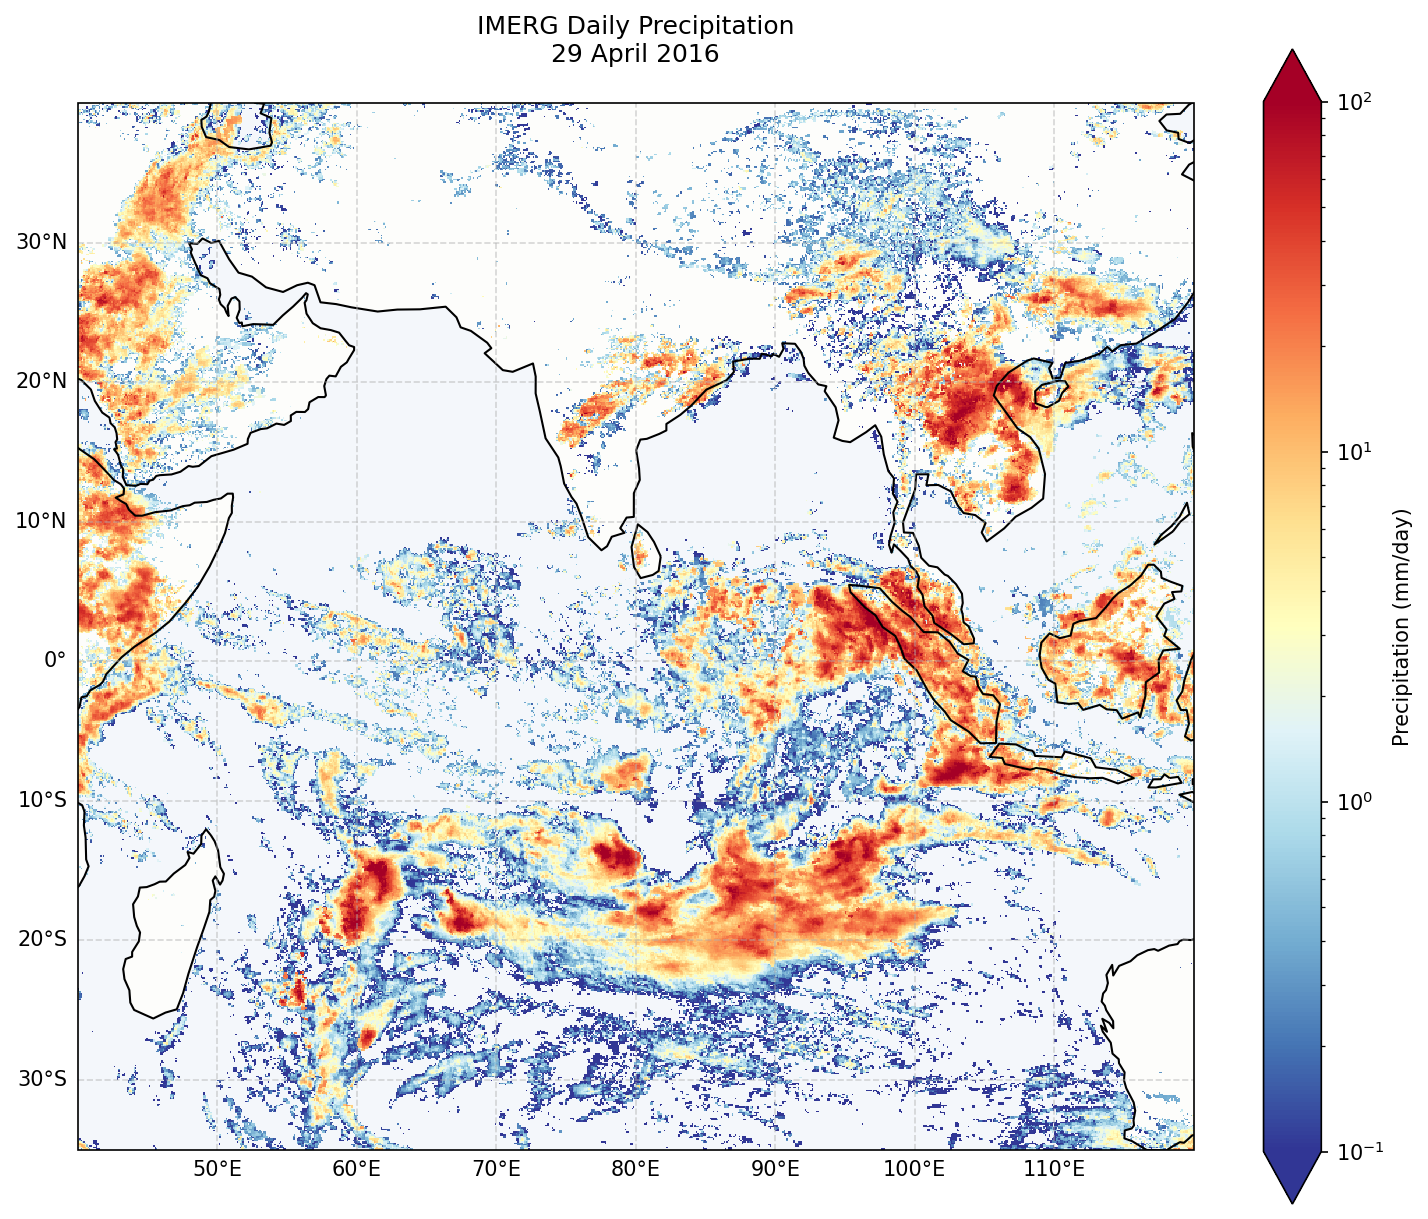 IMERG Daily Precipitation
29 April 2016
30°N
20°N
10°N
0°
10°S
20°S
30°S
50°E 60°E 70°E 80°E 90°E 100°E 110°E
10²
10¹
10⁰
10⁻¹
Precipitation (mm/day)